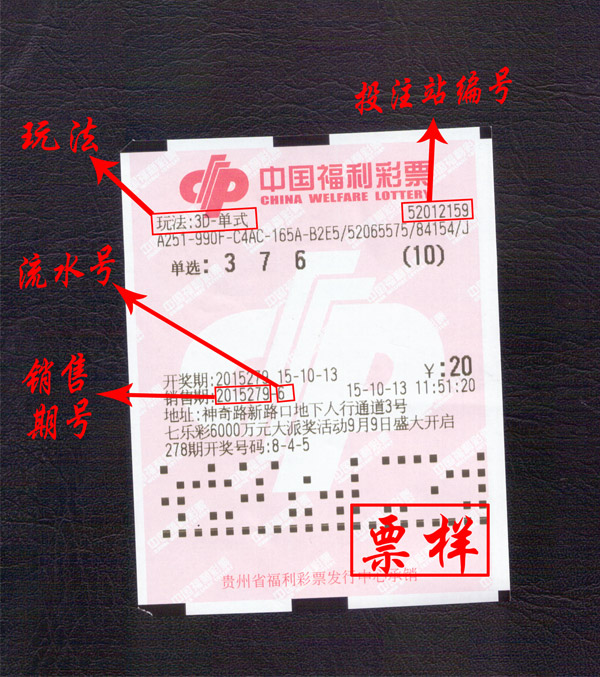 投注站编号
玩法
中国福利彩票
CHINA WELFARE LOTTERY
玩法:3D-单式
52012159
A251-990F-C4AC-165A-B2E5/52065575/84154/J
单选: 3 7 6 (10)
流水号
开奖期:2015279 15-10-13
¥:20
销售期:2015279-6
15-10-13 11:51:20
销售期号
地址:神奇路新路口地下人行通道3号
七乐彩6000万元大派奖活动9月9日盛大开启
278期开奖号码:8-4-5
票样
贵州省福利彩票发行中心承销